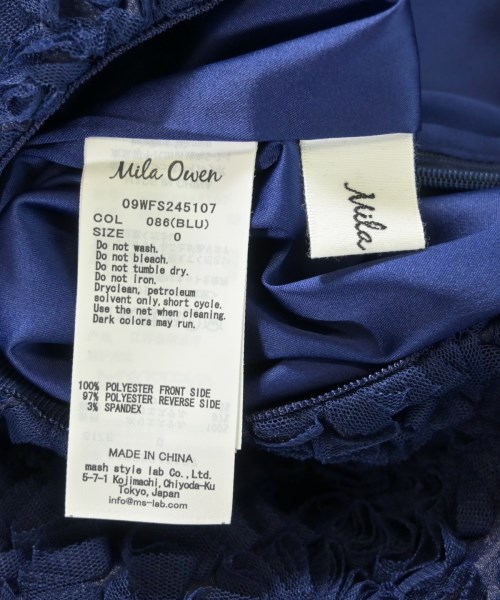 Mila Owen
09WFS245107
COL 086(BLU)
SIZE 0
Do not wash.
Do not bleach.
Do not tumble dry.
Do not iron.
Dryclean, petroleum
solvent only, short cycle.
Use the net when cleaning.
Dark colors may run.
100% POLYESTER FRONT SIDE
97% POLYESTER REVERSE SIDE
3% SPANDEX
MADE IN CHINA
mash style lab Co., Ltd.
5-7-1 Kojimachi, Chiyoda-Ku
Tokyo, Japan
info@ms-lab.com
Mila